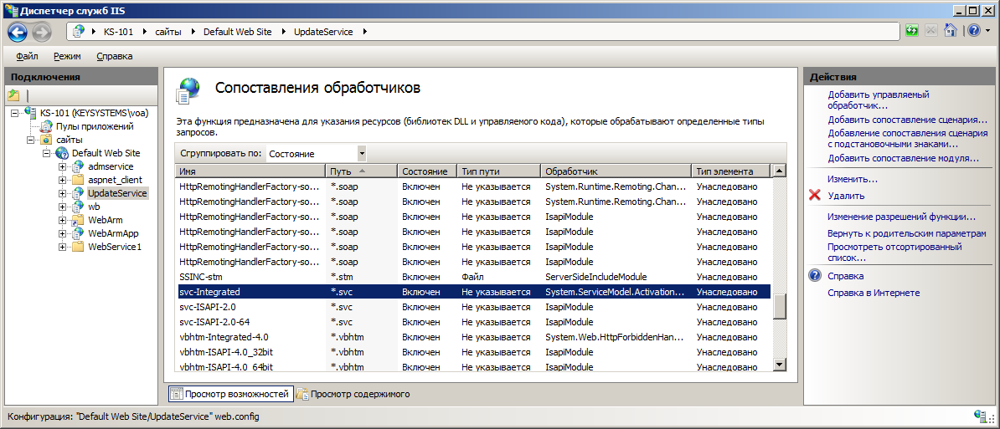 Диспетчер служб IIS
KS-101 сайты Default Web Site UpdateService
Файл Режим Справка
Подключения
KS-101 (KEYSYSTEMS\voa)
Пулы приложений
сайты
Default Web Site
admservice
aspnet_client
UpdateService
wb
WebArm
WebArmApp
WebService1
Сопоставления обработчиков
Эта функция предназначена для указания ресурсов (библиотек DLL и управляемого кода), которые обрабатывают определенные типы
запросов.
Сгруппировать по: Состояние
Имя Путь Состояние Тип пути Обработчик Тип элемента
HttpRemotingHandlerFactory-so... *.soap Включен Не указывается System.Runtime.Remoting.Chan... Унаследовано
HttpRemotingHandlerFactory-so... *.soap Включен Не указывается System.Runtime.Remoting.Chan... Унаследовано
HttpRemotingHandlerFactory-so... *.soap Включен Не указывается IsapiModule Унаследовано
HttpRemotingHandlerFactory-so... *.soap Включен Не указывается IsapiModule Унаследовано
HttpRemotingHandlerFactory-so... *.soap Включен Не указывается IsapiModule Унаследовано
HttpRemotingHandlerFactory-so... *.soap Включен Не указывается IsapiModule Унаследовано
SSINC-stm *.stm Включен Файл ServerSideIncludeModule Унаследовано
svc-Integrated *.svc Включен Не указывается System.ServiceModel.Activation... Унаследовано
svc-ISAPI-2.0 *.svc Включен Не указывается IsapiModule Унаследовано
svc-ISAPI-2.0-64 *.svc Включен Не указывается IsapiModule Унаследовано
vbhtm-Integrated-4.0 *.vbhtm Включен Не указывается System.Web.HttpForbiddenHan... Унаследовано
vbhtm-ISAPI-4.0_32bit *.vbhtm Включен Не указывается IsapiModule Унаследовано
vbhtm-ISAPI-4.0_64bit *.vbhtm Включен Не указывается IsapiModule Унаследовано
Просмотр возможностей Просмотр содержимого
Действия
Добавить управляемый
обработчик...
Добавить сопоставление сценария...
Добавление сопоставления сценария
с подстановочными знаками...
Добавить сопоставление модуля...
Изменить...
Удалить
Изменение разрешений функции...
Вернуть к родительским параметрам
Просмотреть отсортированный
список...
Справка
Справка в Интернете
Конфигурация: "Default Web Site/UpdateService" web.config